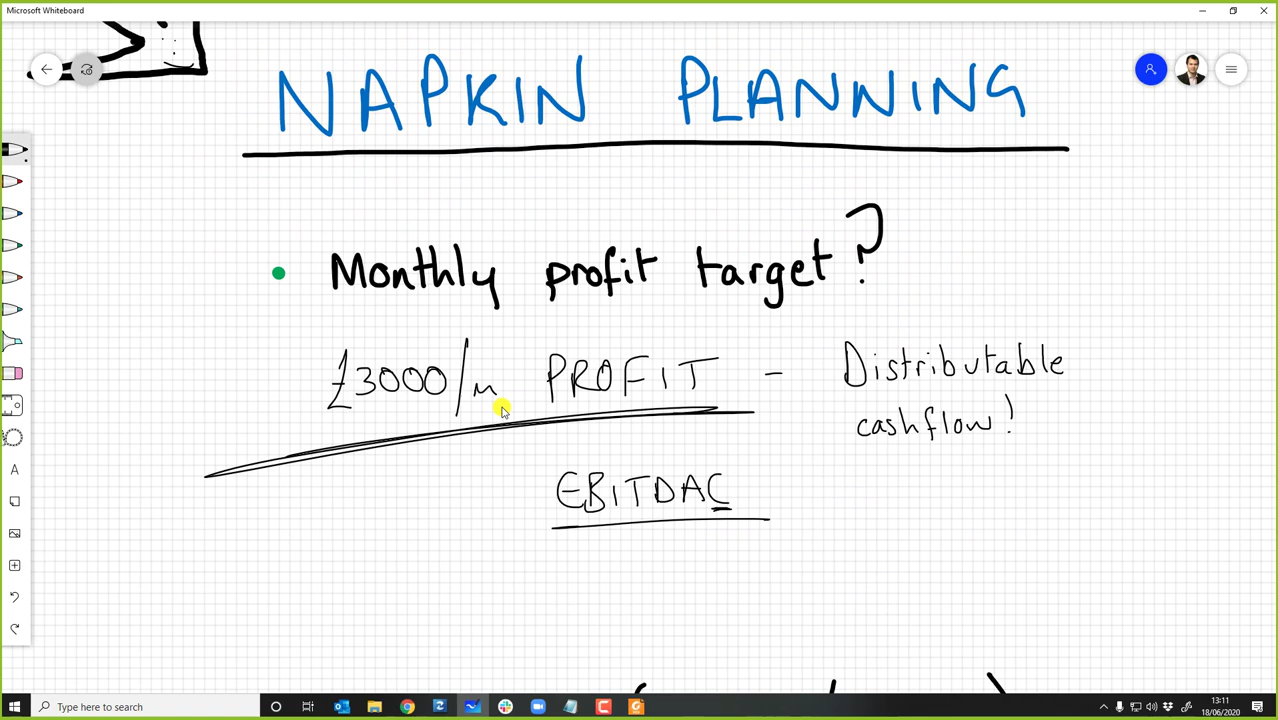 Microsoft Whiteboard
NAPKIN PLANNING
• Monthly profit target?
£3000/m PROFIT - Distributable
cashflow!
EBITDAC
A
Type here to search
13:11
18/06/2020